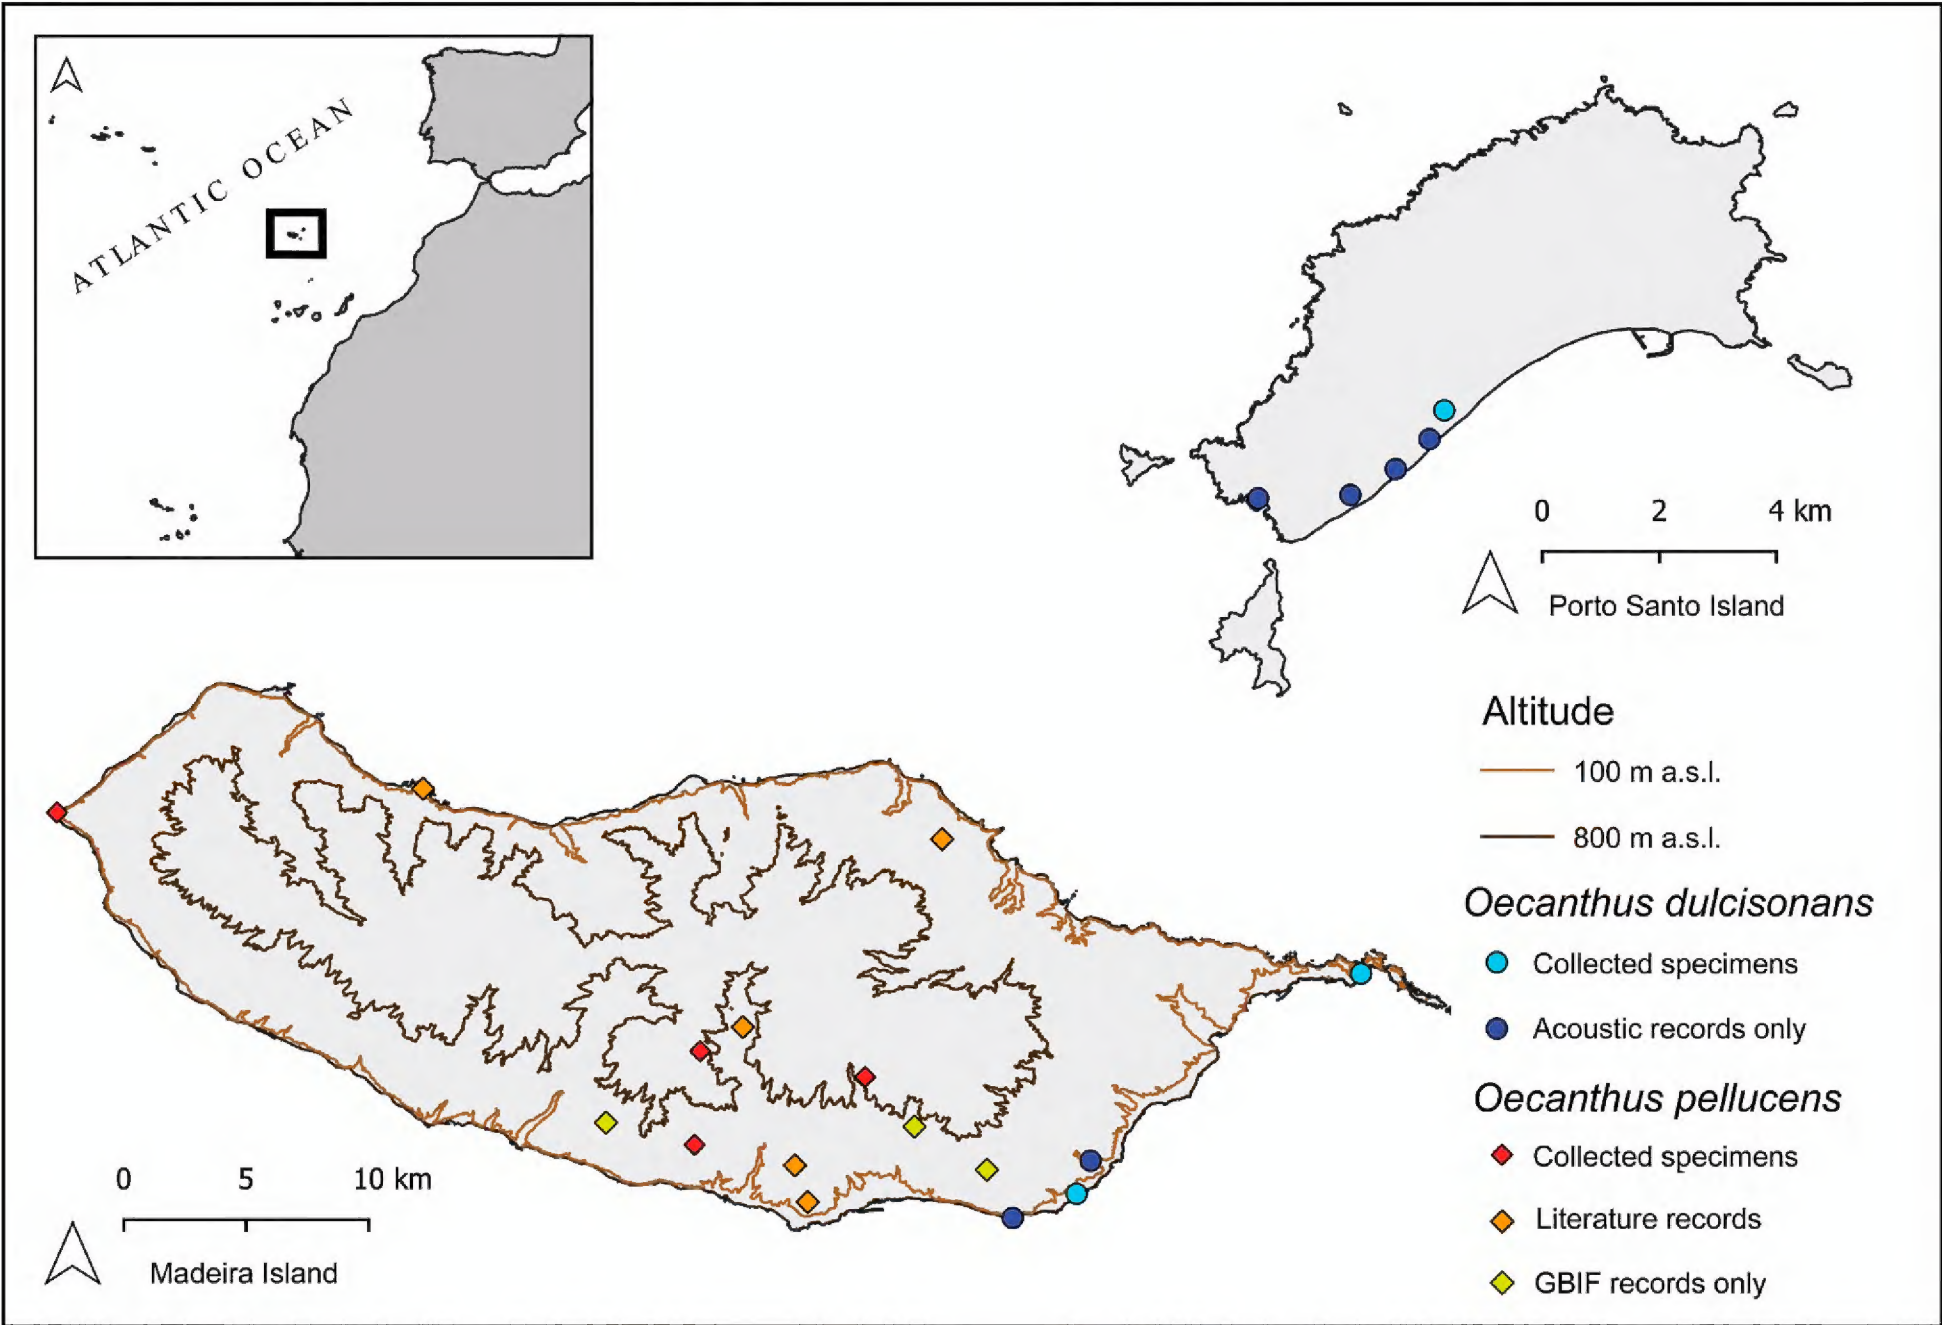 ATLANTIC OCEAN
0 2 4 km
Porto Santo Island
Altitude
100 m a.s.l.
800 m a.s.l.
Oecanthus dulcisonans
Collected specimens
Acoustic records only
Oecanthus pellucens
Collected specimens
Literature records
GBIF records only
0 5 10 km
Madeira Island